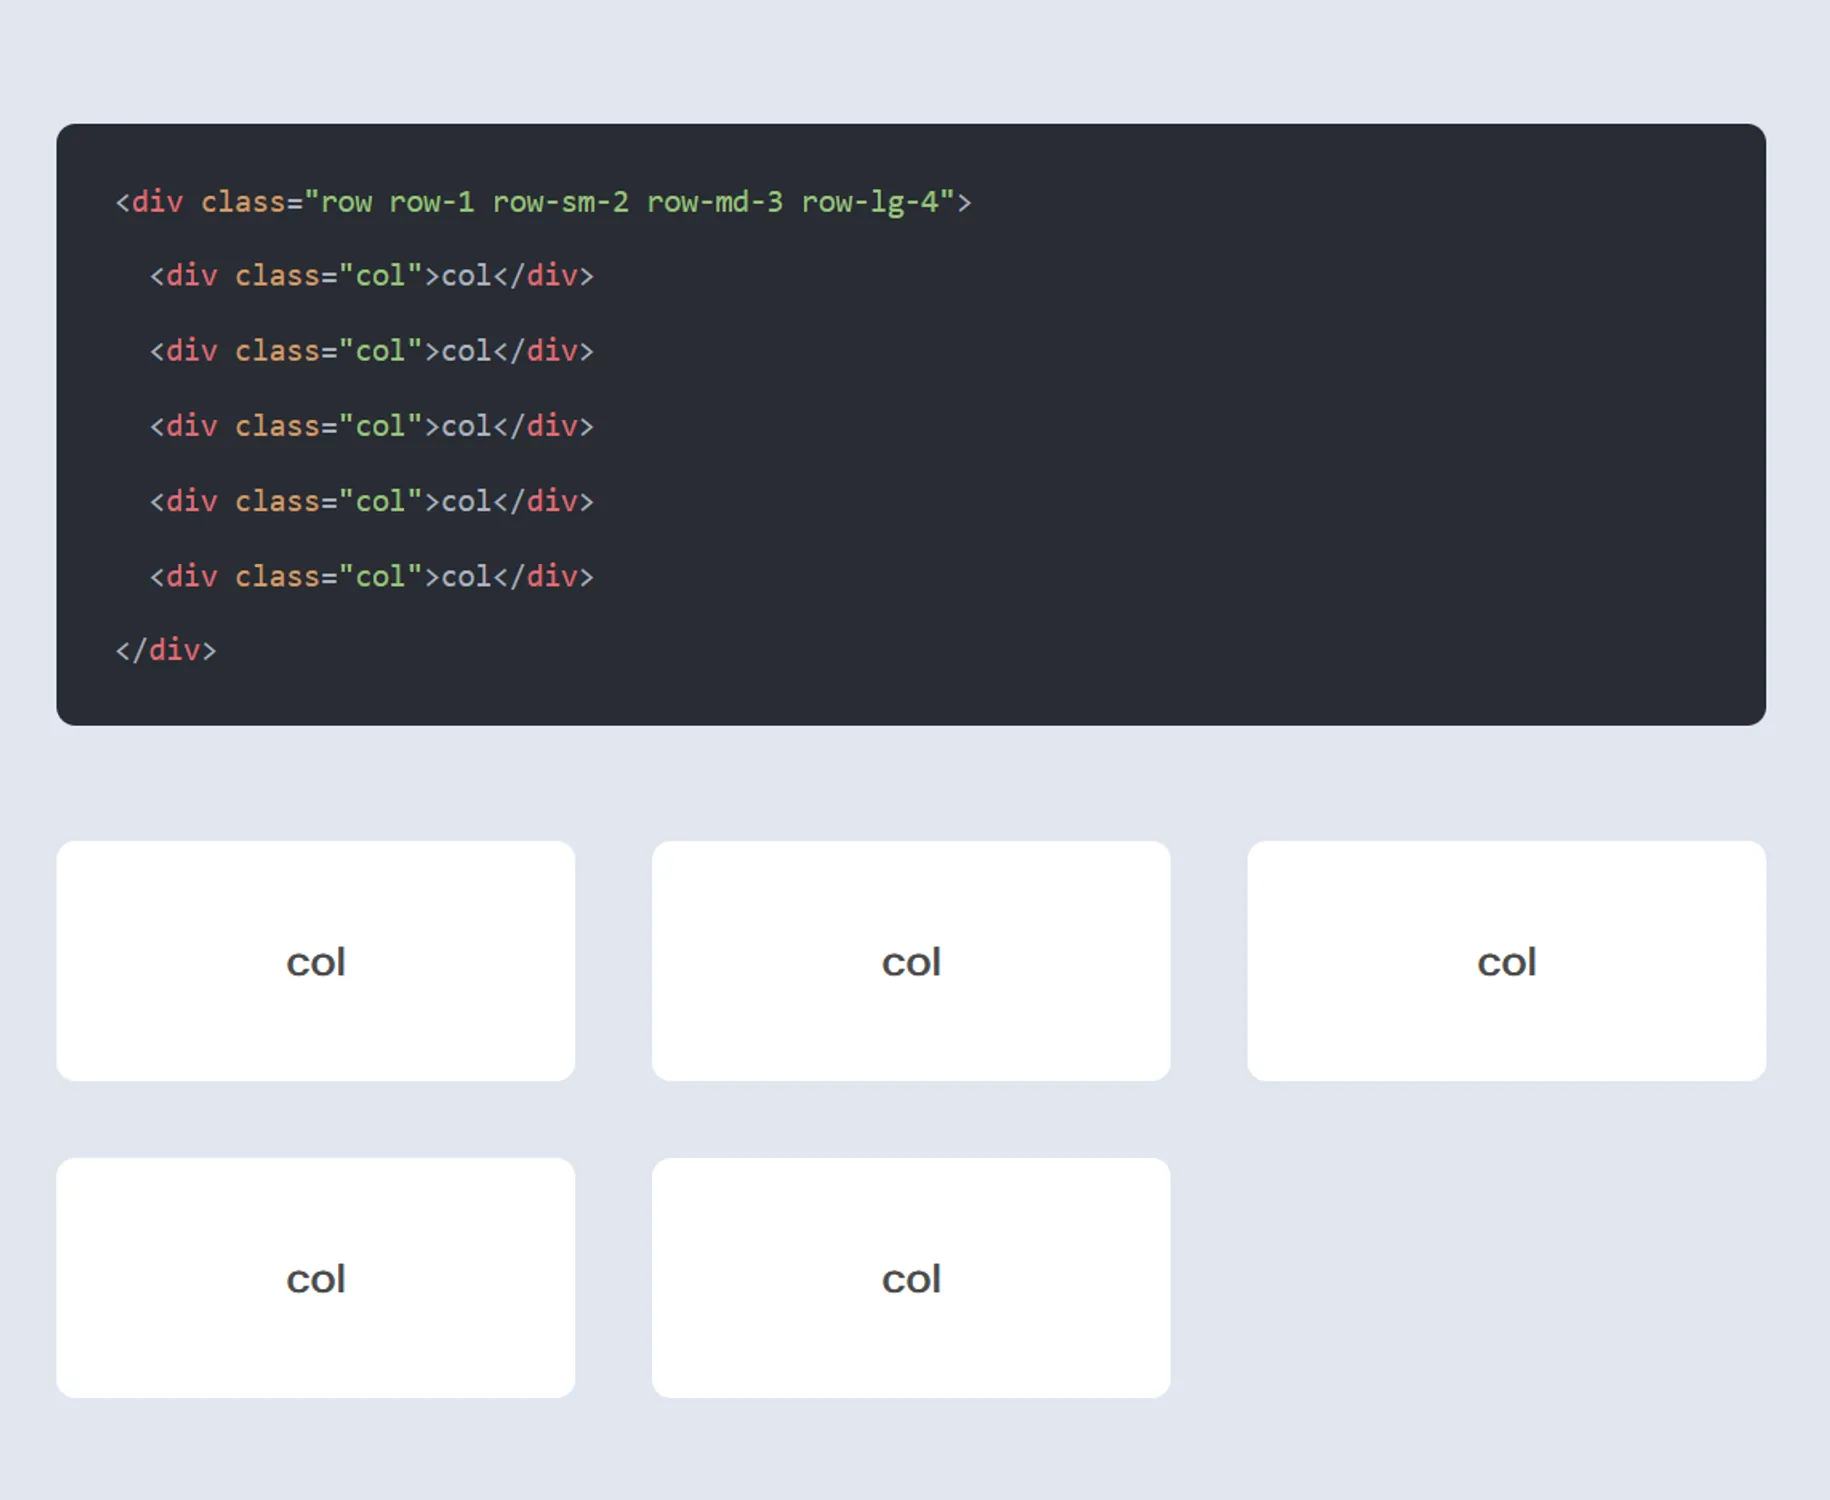 <div class="row row-1 row-sm-2 row-md-3 row-lg-4">
  <div class="col">col</div>
  <div class="col">col</div>
  <div class="col">col</div>
  <div class="col">col</div>
  <div class="col">col</div>
</div>
col col col
col col